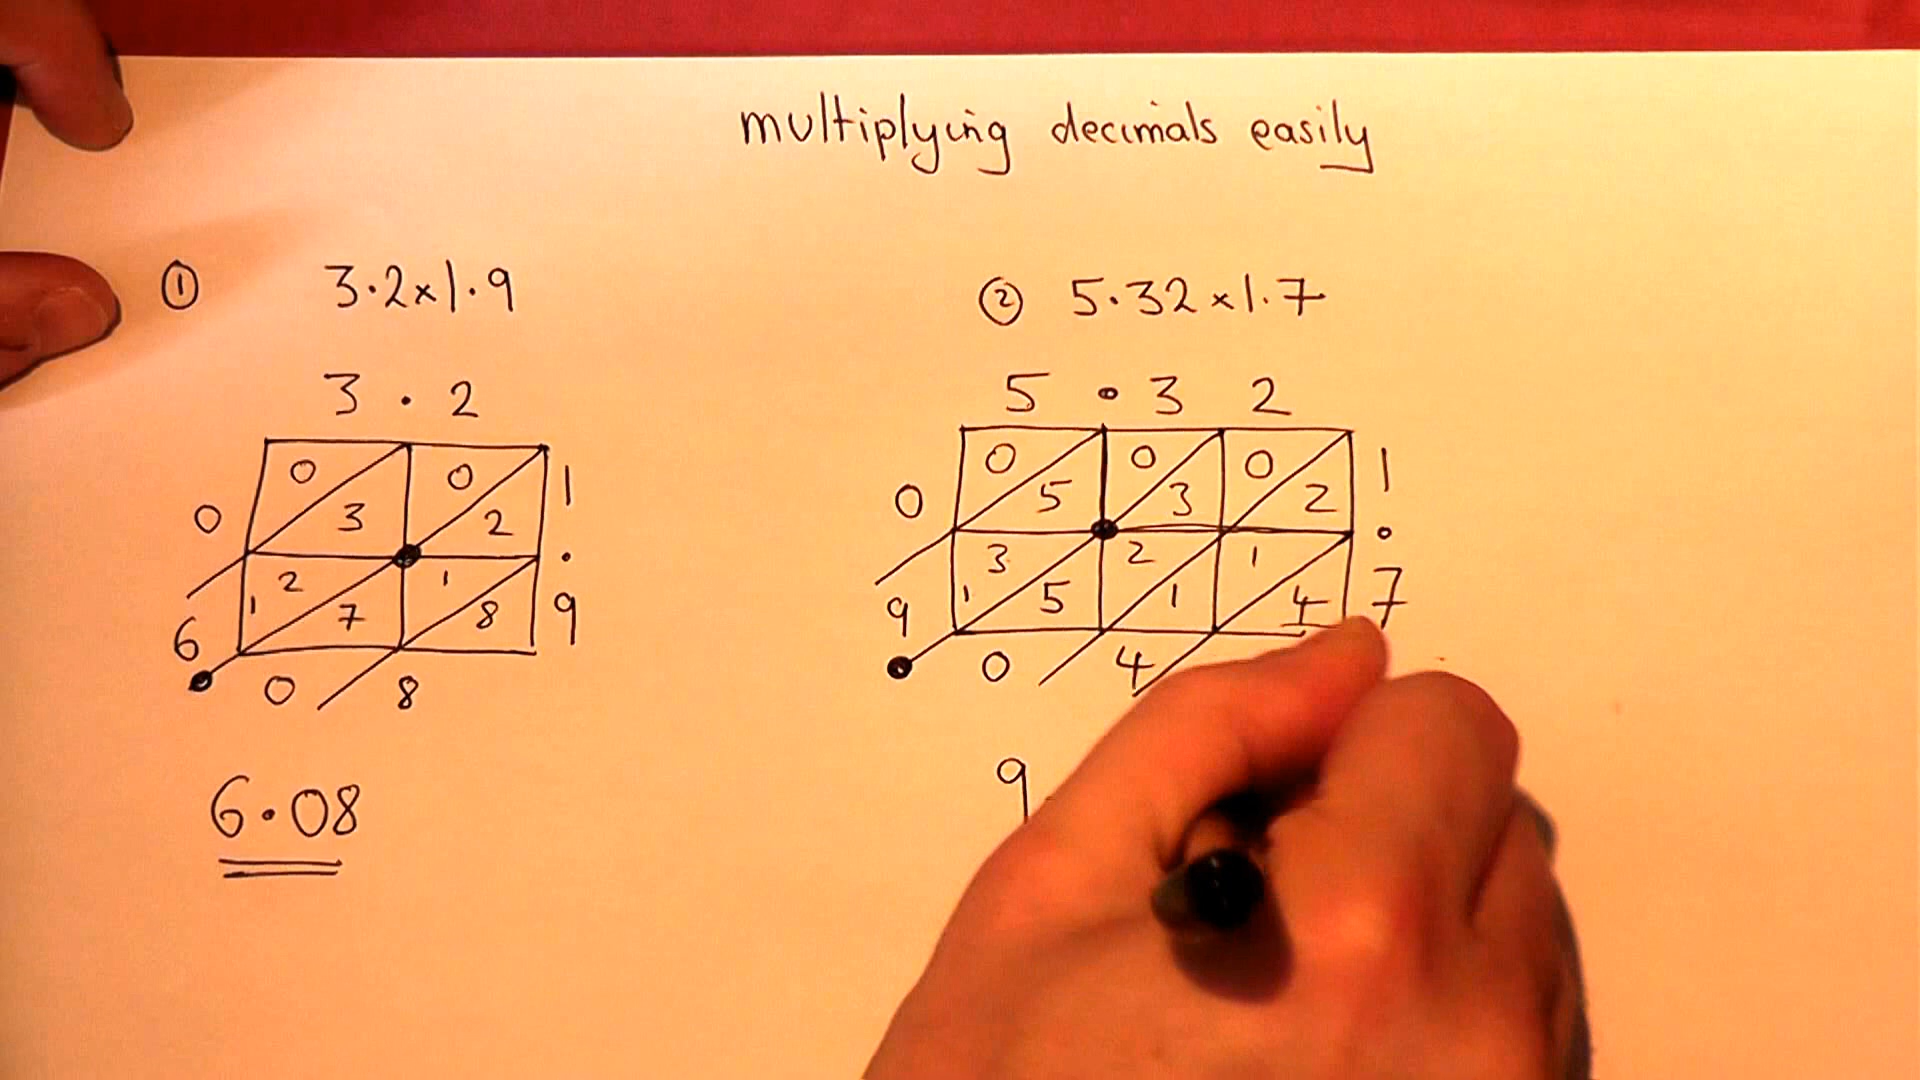 multiplying decimals easily
① 3·2×1·9
3 · 2
0 0 1
0 3 2
2 1 ·
1 7 8 9
6
0 8
6·08
② 5·32×1·7
5 · 3 2
0 0 0 1
0 5 3 2
3 2 1 ·
1 5 1 4 7
9
0 4
9